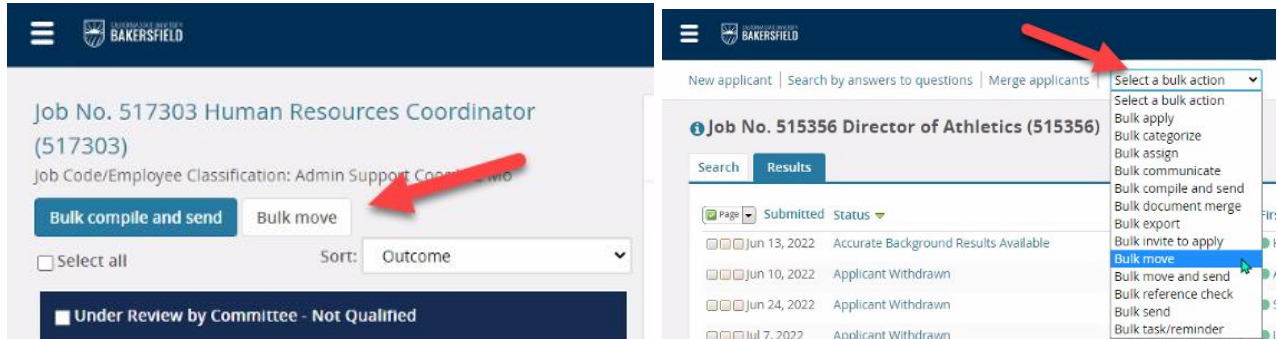 CALIFORNIA STATE UNIVERSITY
BAKERSFIELD
Job No. 517303 Human Resources Coordinator
(517303)
Job Code/Employee Classification: Admin Support
Bulk compile and send
Bulk move
Select all
Sort:
Outcome
Under Review by Committee - Not Qualified
CALIFORNIA STATE UNIVERSITY
BAKERSFIELD
New applicant | Search by answers to questions | Merge applicants |
Select a bulk action
Select a bulk action
Bulk apply
Bulk categorize
Bulk assign
Bulk communicate
Bulk compile and send
Bulk document merge
Bulk export
Bulk invite to apply
Bulk move
Bulk move and send
Bulk reference check
Bulk send
Bulk task/reminder
Job No. 515356 Director of Athletics (515356)
Search
Results
Page
Submitted
Status
Jun 13, 2022 Accurate Background Results Available
Jun 10, 2022 Applicant Withdrawn
Jun 24, 2022 Applicant Withdrawn
Jul 7, 2022 Applicant Withdrawn